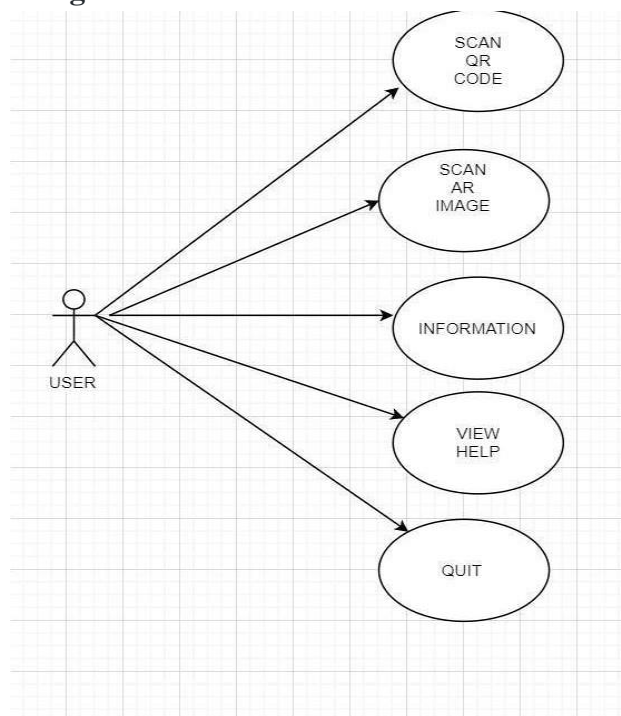 SCAN
QR
CODE
SCAN
AR
IMAGE
INFORMATION
USER
VIEW
HELP
QUIT